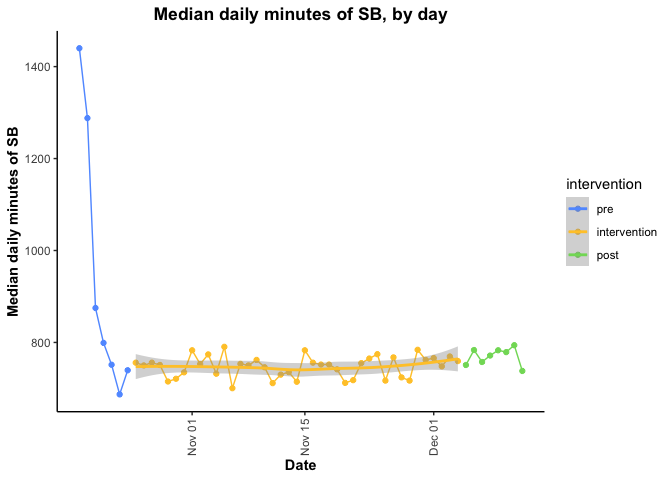 Median daily minutes of SB, by day
Median daily minutes of SB
1400
1200
1000
800
Nov 01
Nov 15
Dec 01
Date
intervention
pre
intervention
post